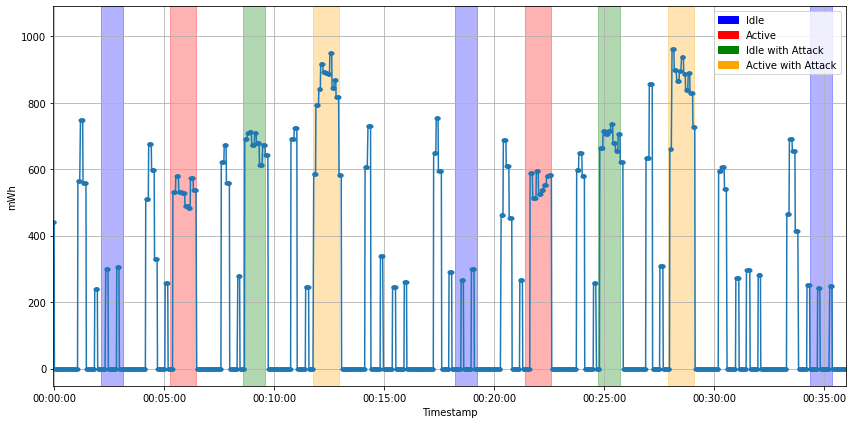 1000
800
600
400
200
0
mWh
00:00:00
00:05:00
00:10:00
00:15:00
00:20:00
00:25:00
00:30:00
00:35:00
Timestamp
Idle
Active
Idle with Attack
Active with Attack